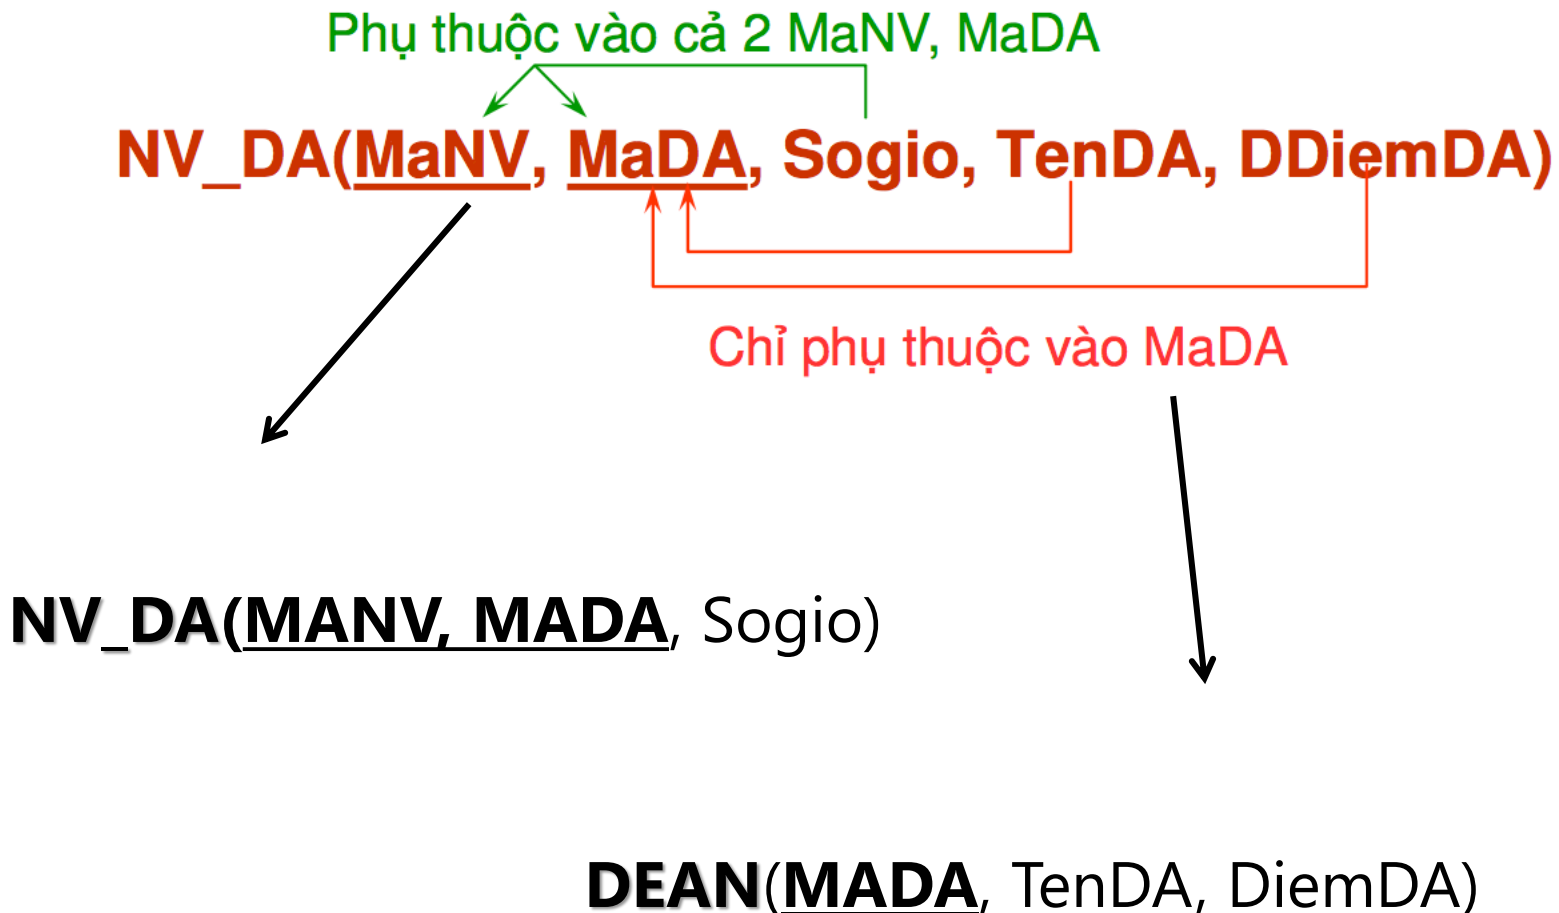 Phụ thuộc vào cả 2 MaNV, MaDA
NV_DA(MaNV, MaDA, Sogio, TenDA, DDiemDA)
Chỉ phụ thuộc vào MaDA
NV_DA(MANV, MADA, Sogio)
DEAN(MADA, TenDA, DiemDA)